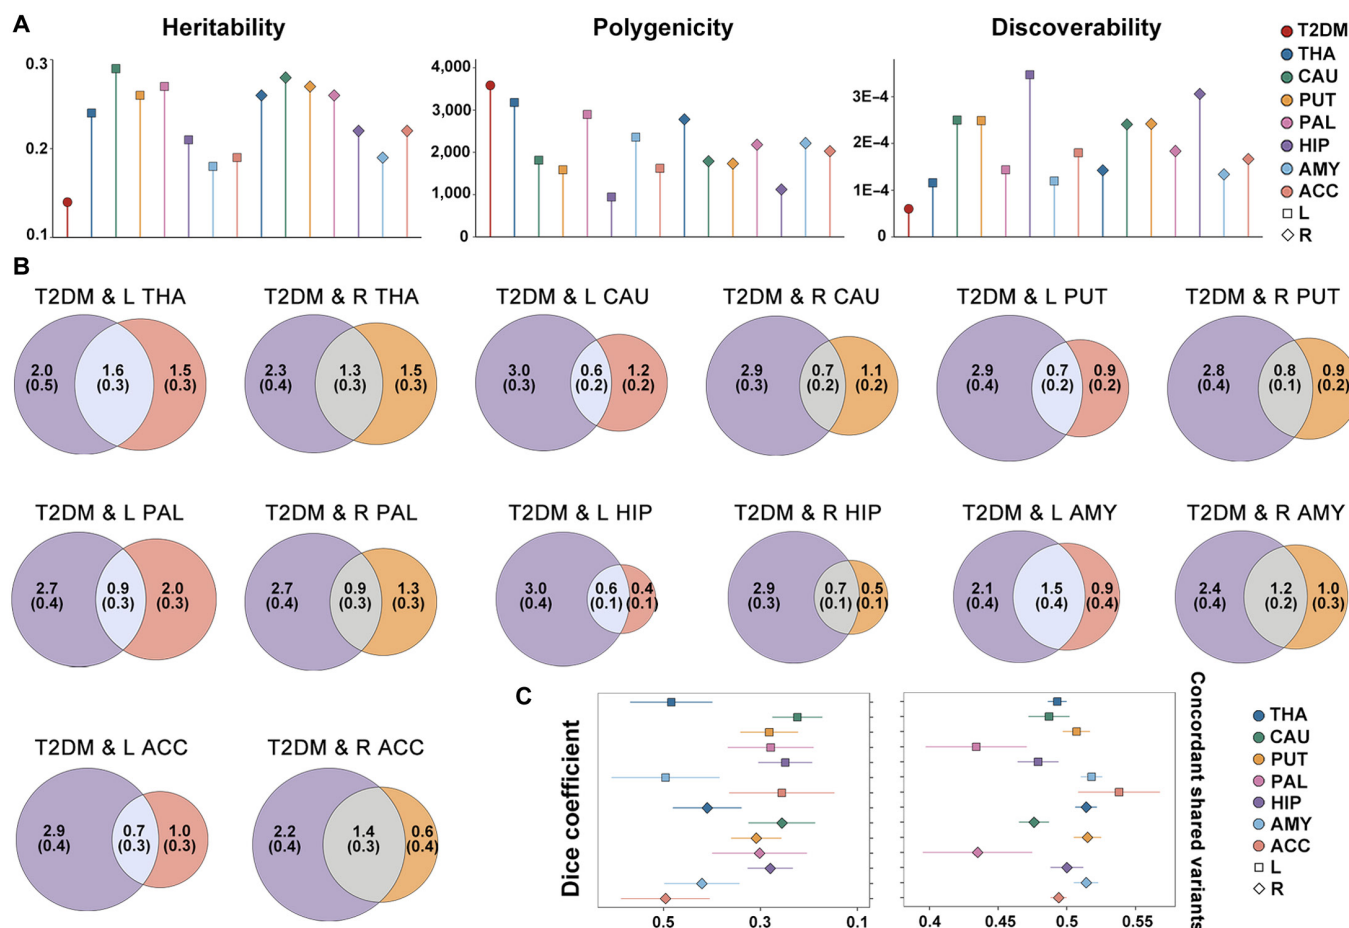 A
Heritability
Polygenicity
Discoverability
0.3
0.2
0.1
4,000
3,000
2,000
1,000
0
3E-4
2E-4
1E-4
0
T2DM
THA
CAU
PUT
PAL
HIP
AMY
ACC
L
R
B
T2DM & L THA
2.0 1.6 1.5
(0.5) (0.3) (0.3)
T2DM & R THA
2.3 1.3 1.5
(0.4) (0.3) (0.3)
T2DM & L CAU
3.0 0.6 1.2
(0.3) (0.2) (0.2)
T2DM & R CAU
2.9 0.7 1.1
(0.3) (0.2) (0.2)
T2DM & L PUT
2.9 0.7 0.9
(0.4) (0.2) (0.2)
T2DM & R PUT
2.8 0.8 0.9
(0.4) (0.1) (0.2)
T2DM & L PAL
2.7 0.9 2.0
(0.4) (0.3) (0.3)
T2DM & R PAL
2.7 0.9 1.3
(0.4) (0.3) (0.3)
T2DM & L HIP
3.0 0.6 0.4
(0.4) (0.1) (0.1)
T2DM & R HIP
2.9 0.7 0.5
(0.3) (0.1) (0.1)
T2DM & L AMY
2.1 1.5 0.9
(0.4) (0.4) (0.4)
T2DM & R AMY
2.4 1.2 1.0
(0.4) (0.2) (0.3)
T2DM & L ACC
2.9 0.7 1.0
(0.4) (0.3) (0.3)
T2DM & R ACC
2.2 1.4 0.6
(0.4) (0.3) (0.4)
C
Dice coefficient
0.5 0.3 0.1
Concordant shared variants
0.4 0.45 0.5 0.55
THA
CAU
PUT
PAL
HIP
AMY
ACC
L
R